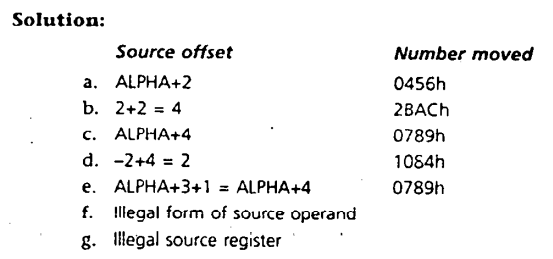 Solution:
Source offset Number moved
a. ALPHA+2 0456h
b. 2+2 = 4 2BACh
c. ALPHA+4 0789h
d. −2+4 = 2 1084h
e. ALPHA+3+1 = ALPHA+4 0789h
f. Illegal form of source operand
g. Illegal source register